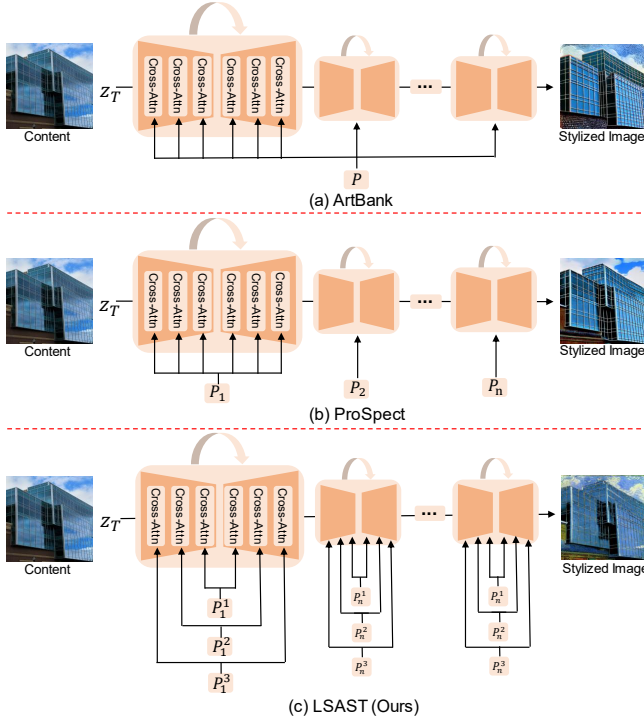 Cross-Attn Cross-Attn Cross-Attn Cross-Attn Cross-Attn Cross-Attn
z_T
...
Content
Stylized Image
P
(a) ArtBank
Cross-Attn Cross-Attn Cross-Attn Cross-Attn Cross-Attn Cross-Attn
z_T
...
Content
Stylized Image
P_1
P_2
P_n
(b) ProSpect
Cross-Attn Cross-Attn Cross-Attn Cross-Attn Cross-Attn Cross-Attn
z_T
...
Content
Stylized Image
P_1^1
P_n^1
P_n^1
P_1^2
P_n^2
P_n^2
P_1^3
P_n^3
P_n^3
(c) LSAST (Ours)